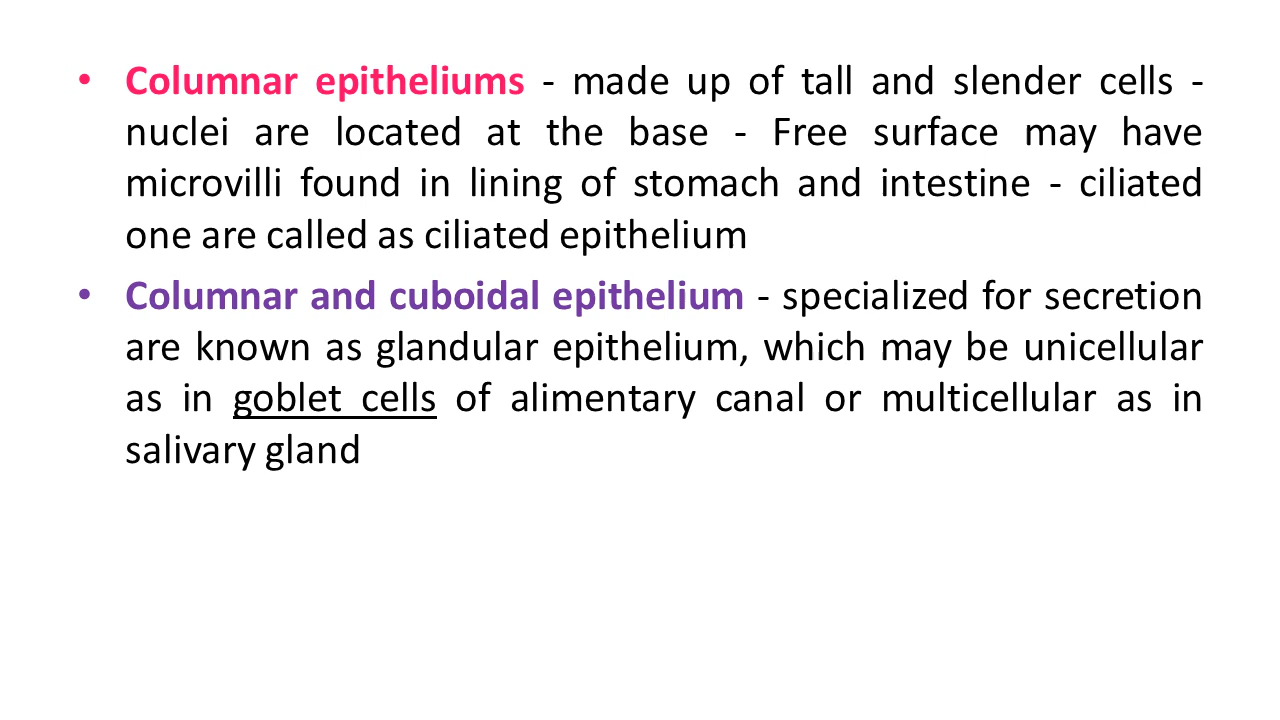 • Columnar epitheliums - made up of tall and slender cells -
nuclei are located at the base - Free surface may have
microvilli found in lining of stomach and intestine - ciliated
one are called as ciliated epithelium
• Columnar and cuboidal epithelium - specialized for secretion
are known as glandular epithelium, which may be unicellular
as in goblet cells of alimentary canal or multicellular as in
salivary gland